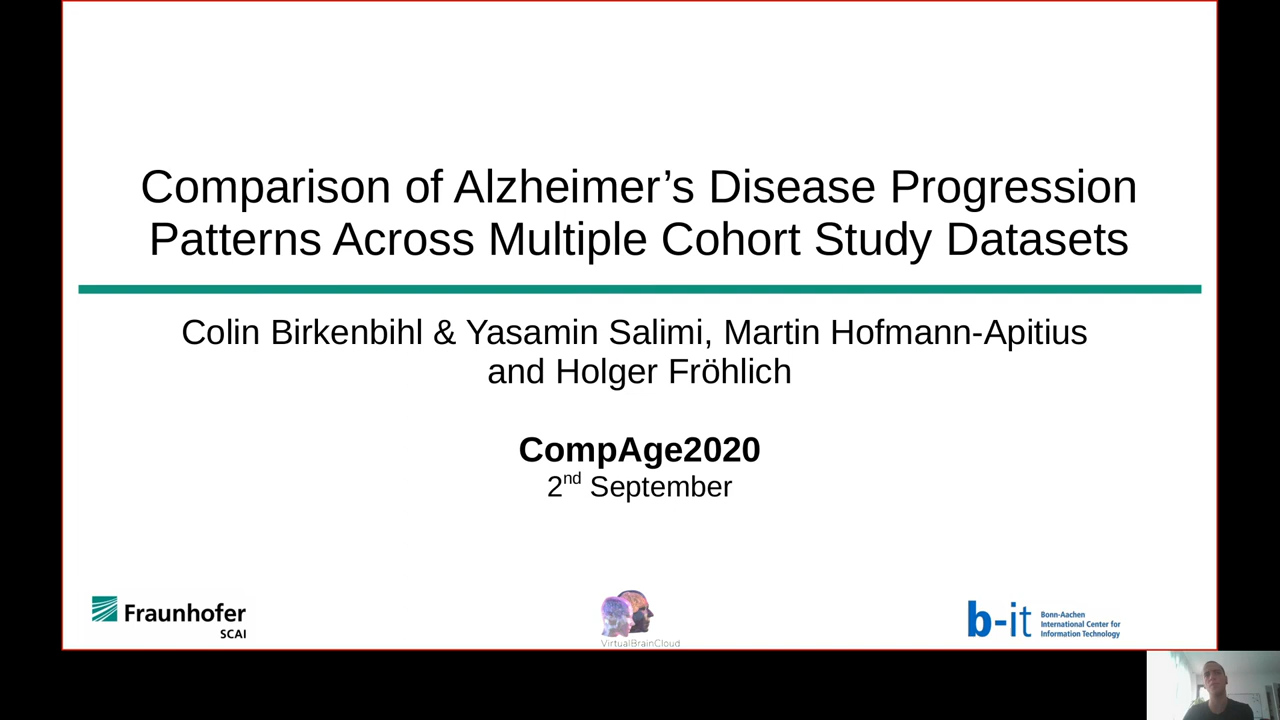 Comparison of Alzheimer’s Disease Progression
Patterns Across Multiple Cohort Study Datasets
Colin Birkenbihl & Yasamin Salimi, Martin Hofmann-Apitius
and Holger Fröhlich
CompAge2020
2nd September
Fraunhofer
SCAI
VirtualBrainCloud
b-it
Bonn-Aachen
International Center for
Information Technology